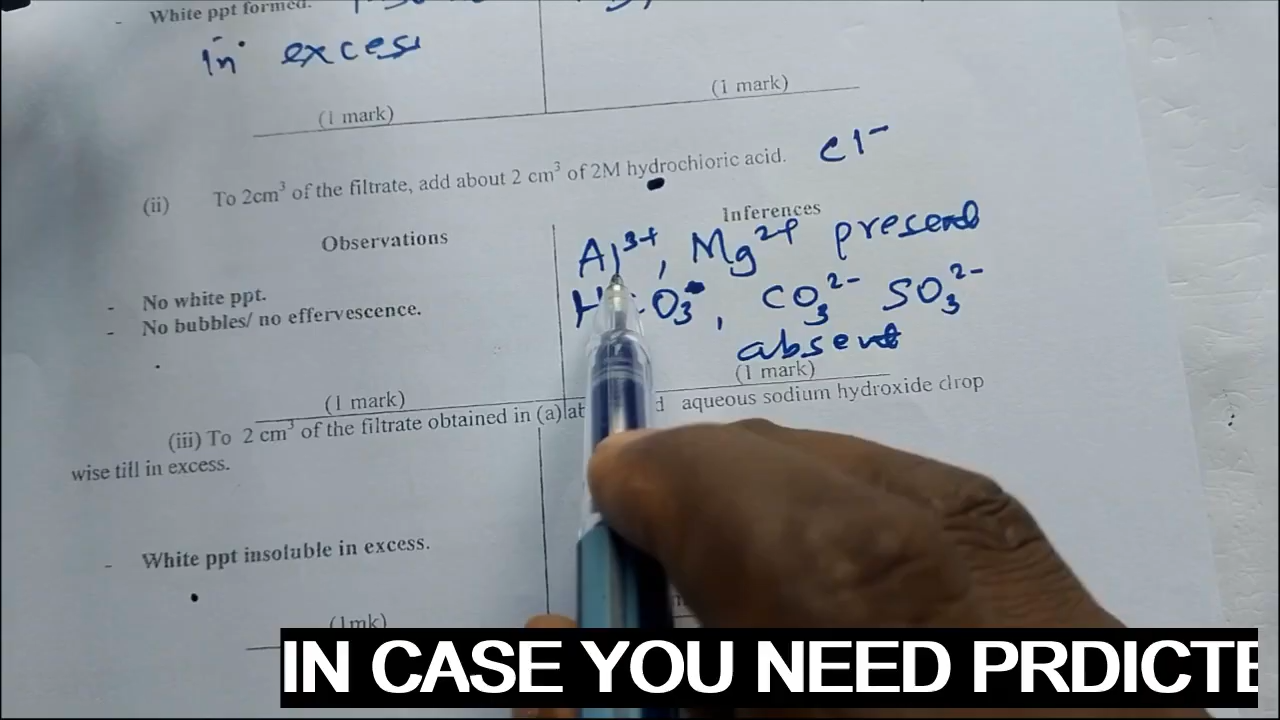 - White ppt formed.
In excess
(1 mark)
(1 mark)
(ii) To 2cm³ of the filtrate, add about 2 cm³ of 2M hydrochioric acid. Cl⁻
Observations
Inferences
- No white ppt.
- No bubbles/ no effervescence.
Al³⁺, Mg²⁺ present
CO₃²⁻ SO₃²⁻
absent
(1 mark)
(1 mark)
(iii) To 2 cm³ of the filtrate obtained in (a) aqueous sodium hydroxide drop
wise till in excess.
- White ppt insoluble in excess.
(1mk)
IN CASE YOU NEED PRDICTE